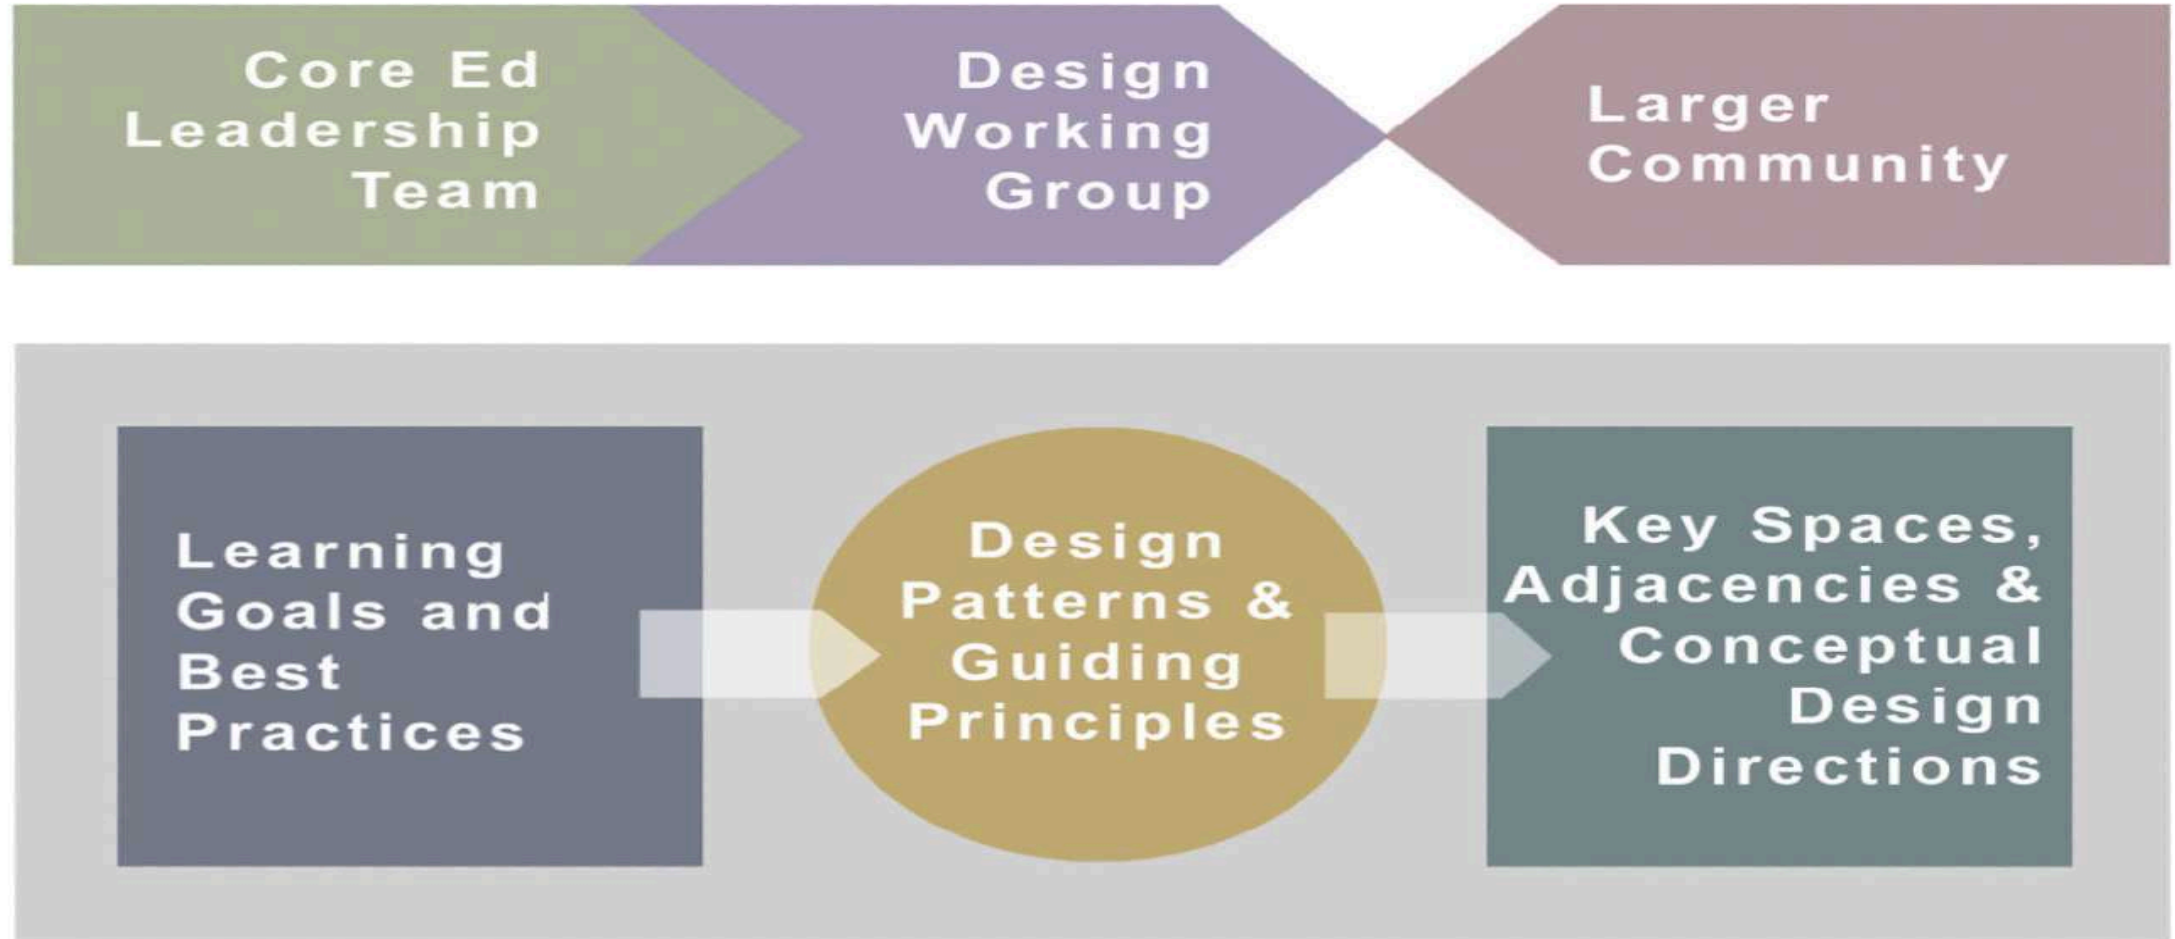 Core Ed
Leadership
Team
Design
Working
Group
Larger
Community
Learning
Goals and
Best
Practices
Design
Patterns &
Guiding
Principles
Key Spaces,
Adjacencies &
Conceptual
Design
Directions